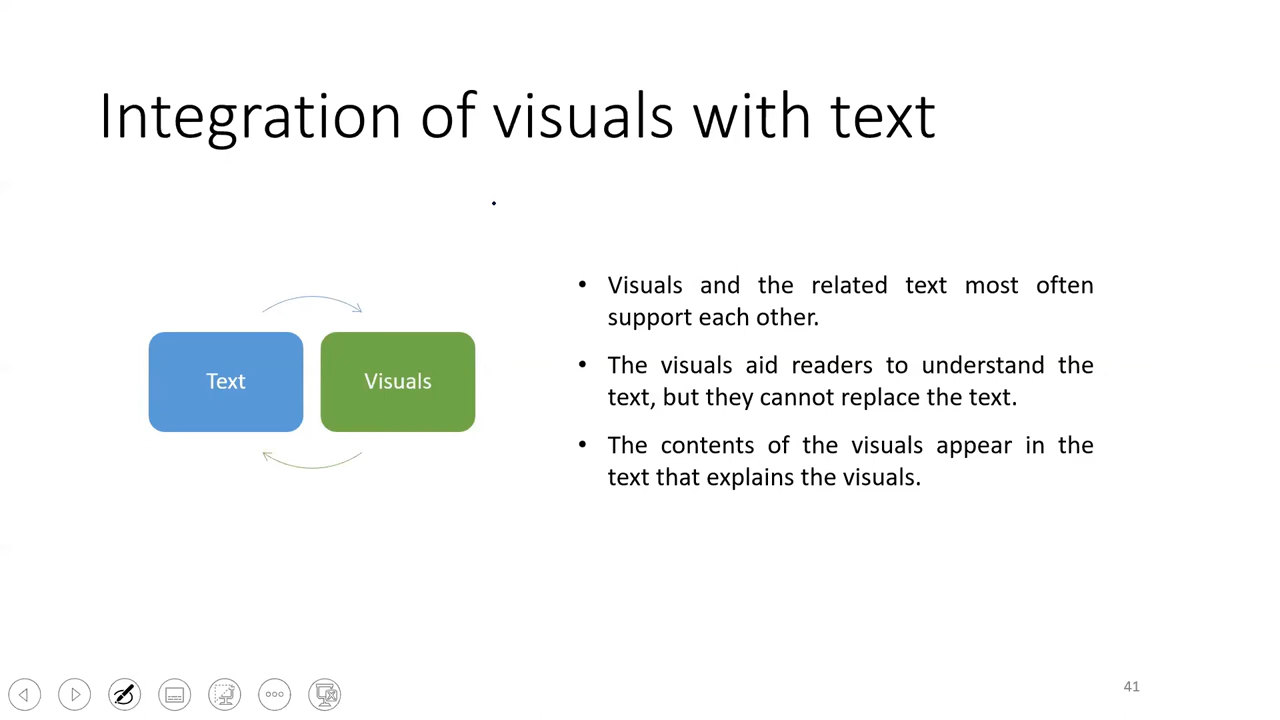 Integration of visuals with text
Text
Visuals
• Visuals and the related text most often
support each other.
• The visuals aid readers to understand the
text, but they cannot replace the text.
• The contents of the visuals appear in the
text that explains the visuals.
41